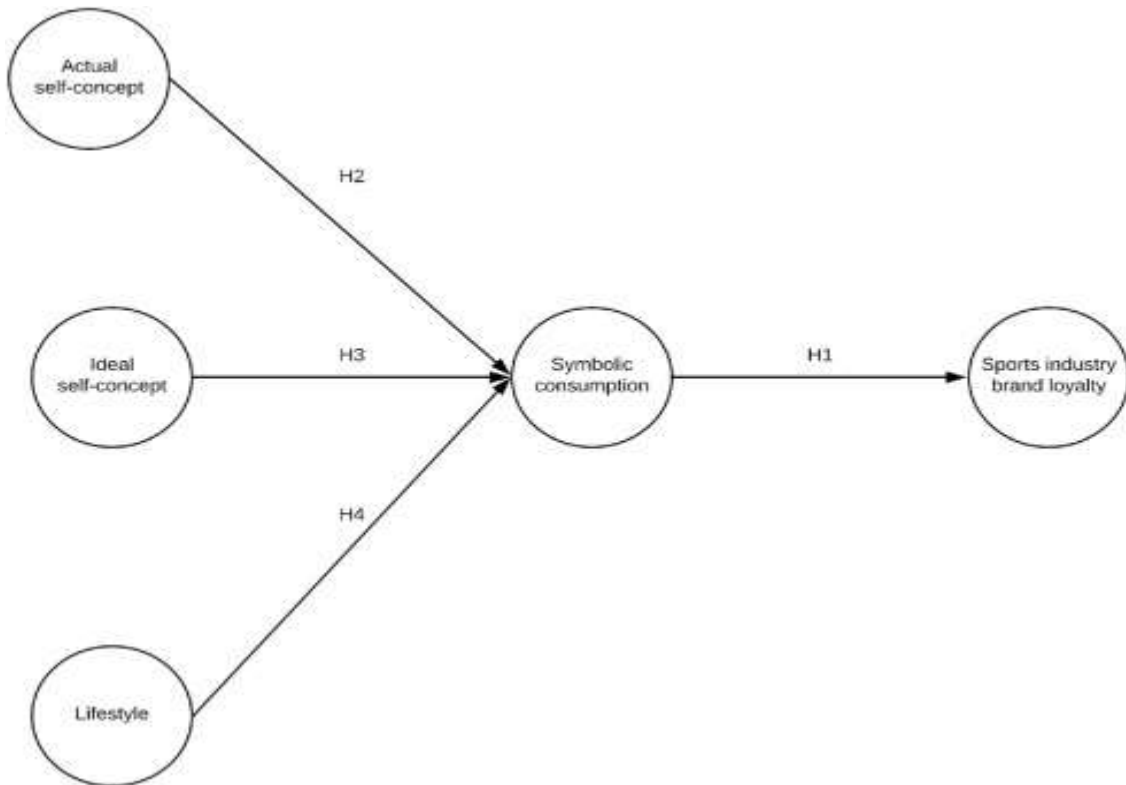 Actual
self-concept
H2
Ideal
self-concept
H3
Symbolic
consumption
H1
Sports industry
brand loyalty
H4
Lifestyle